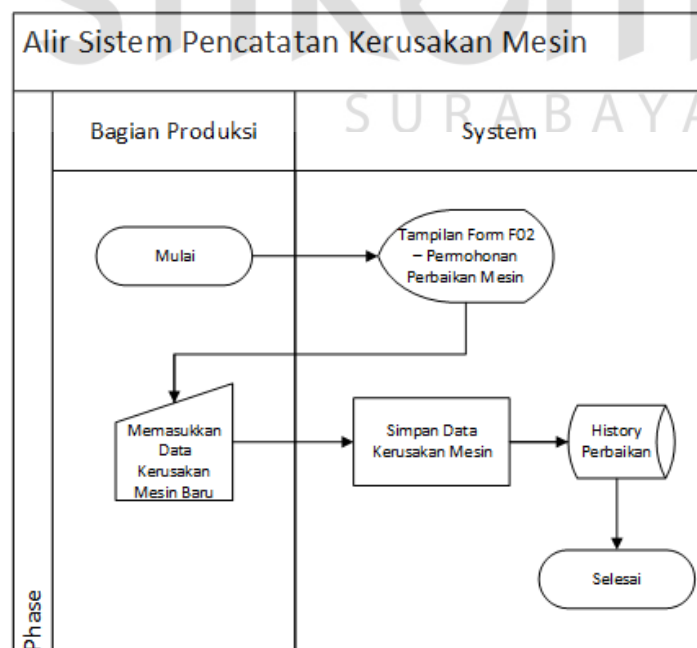 Alir Sistem Pencatatan Kerusakan Mesin
SURABAYA
Bagian Produksi
System
Mulai
Tampilan Form F02
– Permohonan
Perbaikan Mesin
Memasukkan
Data
Kerusakan
Mesin Baru
Simpan Data
Kerusakan Mesin
History
Perbaikan
Selesai
Phase